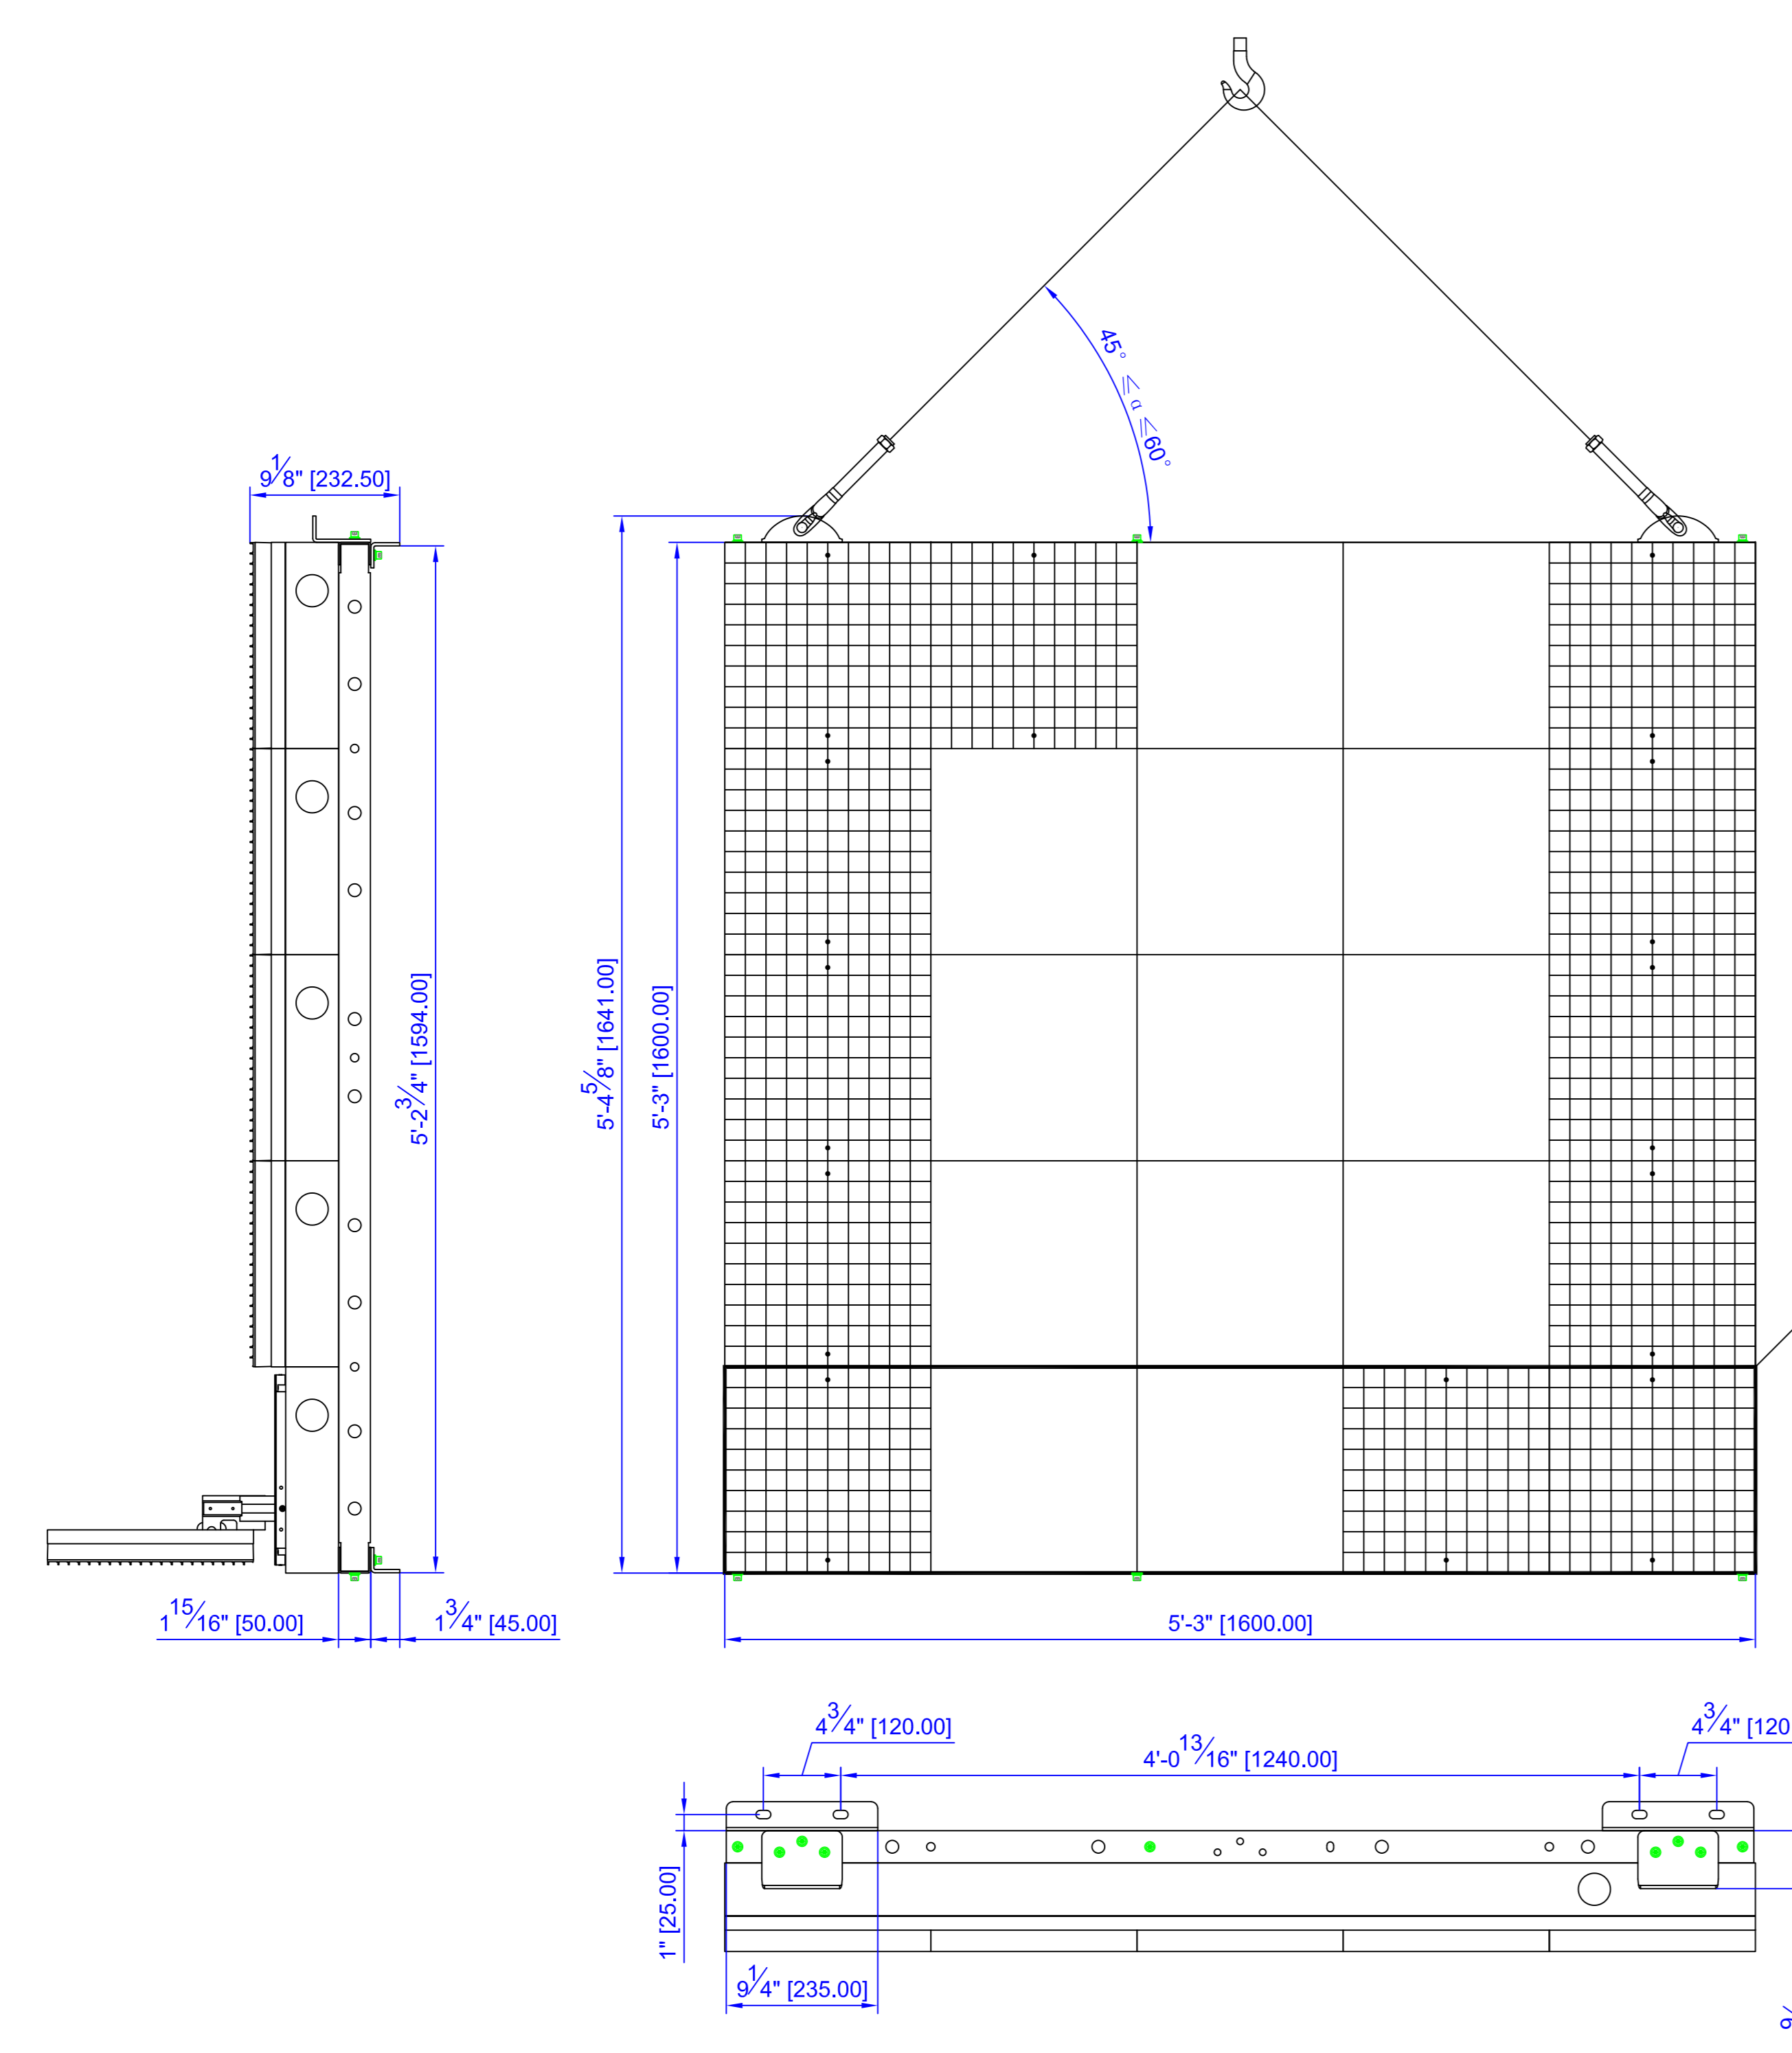 45° ≤ α ≤60°
9 1/8" [232.50]
5'-2 3/4" [1594.00]
5'-4 5/8" [1641.00]
5'-3" [1600.00]
1 15/16" [50.00]
1 3/4" [45.00]
5'-3" [1600.00]
4 3/4" [120.00]
4'-0 13/16" [1240.00]
4 3/4" [120
1" [25.00]
9 1/4" [235.00]
9